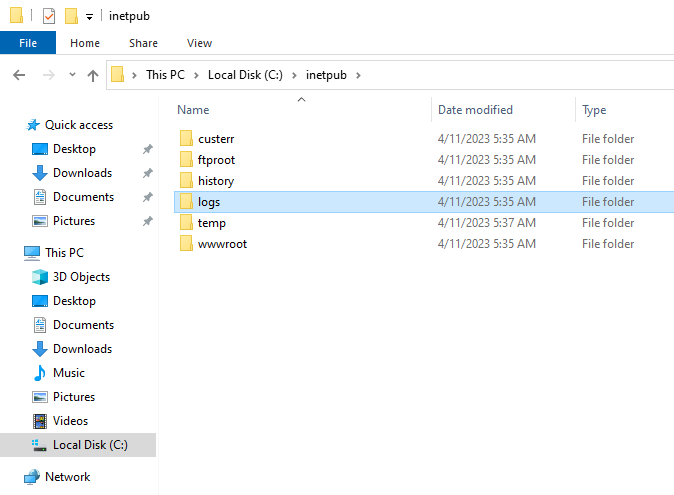 inetpub
File Home Share View
This PC Local Disk (C:) inetpub
Name Date modified Type
Quick access
Desktop
Downloads
Documents
Pictures
This PC
3D Objects
Desktop
Documents
Downloads
Music
Pictures
Videos
Local Disk (C:)
Network
custerr 4/11/2023 5:35 AM File folder
ftproot 4/11/2023 5:35 AM File folder
history 4/11/2023 5:35 AM File folder
logs 4/11/2023 5:35 AM File folder
temp 4/11/2023 5:37 AM File folder
wwwroot 4/11/2023 5:35 AM File folder